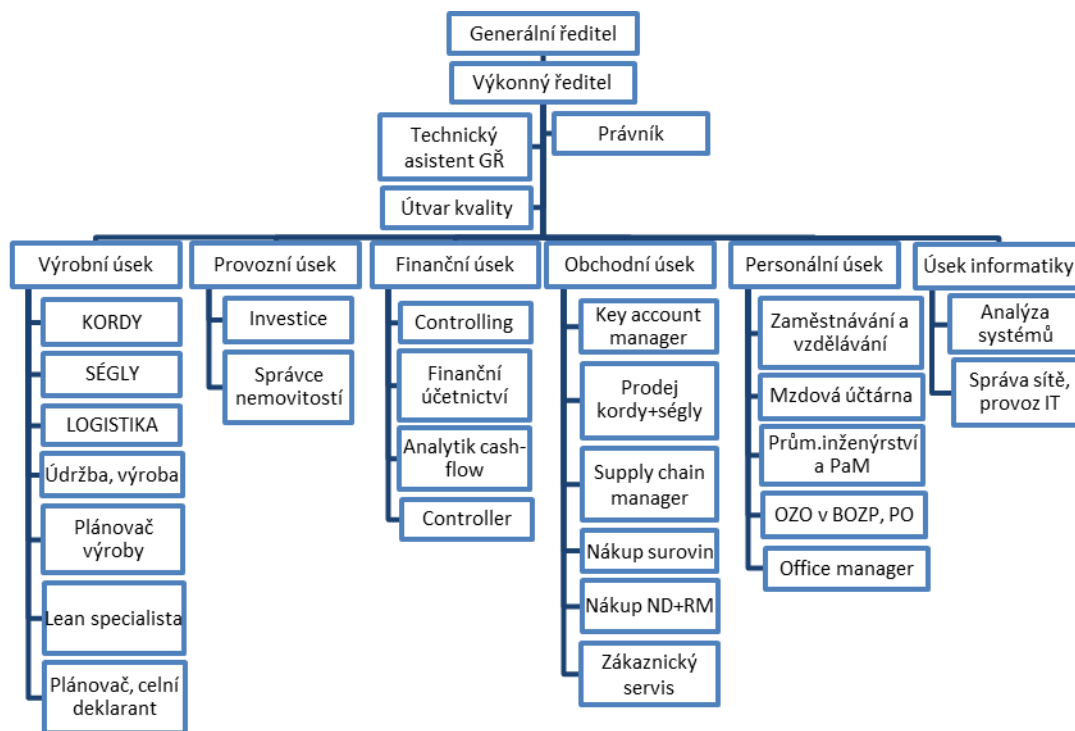 Generální ředitel
Výkonný ředitel
Technický
asistent GŘ
Právník
Útvar kvality
Výrobní úsek
Provozní úsek
Finanční úsek
Obchodní úsek
Personální úsek
Úsek informatiky
KORDY
SÉGLY
LOGISTIKA
Údržba, výroba
Plánovač
výroby
Lean specialista
Plánovač, celní
deklarant
Investice
Správce
nemovitostí
Controlling
Finanční
účetnictví
Analytik cash-
flow
Controller
Key account
manager
Prodej
kordy+ségly
Supply chain
manager
Nákup surovin
Nákup ND+RM
Zákaznický
servis
Zaměstnávání a
vzdělávání
Mzdová účtárna
Prům.inženýrství
a PaM
OZO v BOZP, PO
Office manager
Analýza
systémů
Správa sítě,
provoz IT